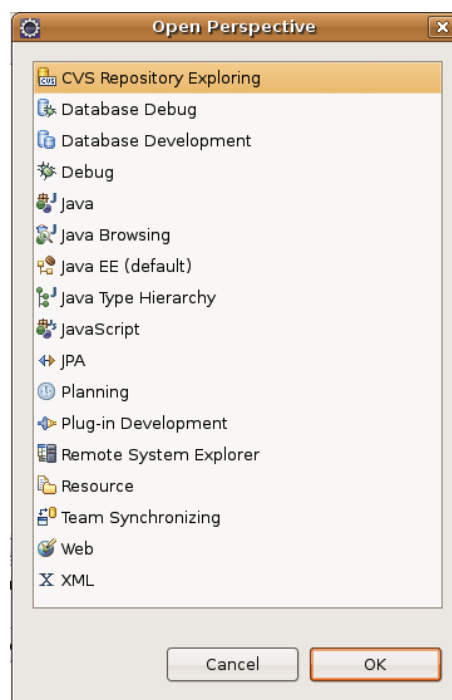 Open Perspective
CVS Repository Exploring
Database Debug
Database Development
Debug
Java
Java Browsing
Java EE (default)
Java Type Hierarchy
JavaScript
JPA
Planning
Plug-in Development
Remote System Explorer
Resource
Team Synchronizing
Web
XML
Cancel OK